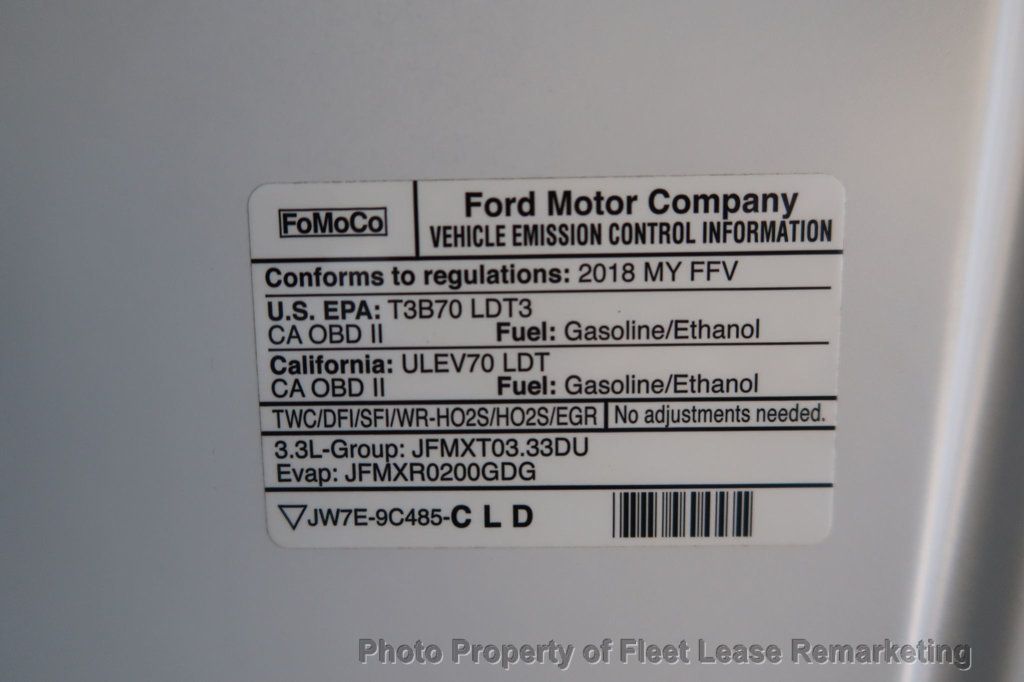 FoMoCo
Ford Motor Company
VEHICLE EMISSION CONTROL INFORMATION
Conforms to regulations: 2018 MY FFV
U.S. EPA: T3B70 LDT3
CA OBD II Fuel: Gasoline/Ethanol
California: ULEV70 LDT
CA OBD II Fuel: Gasoline/Ethanol
TWC/DFI/SFI/WR-HO2S/HO2S/EGR No adjustments needed.
3.3L-Group: JFMXT03.33DU
Evap: JFMXR0200GDG
JW7E-9C485-C L D
Photo Property of Fleet Lease Remarketing